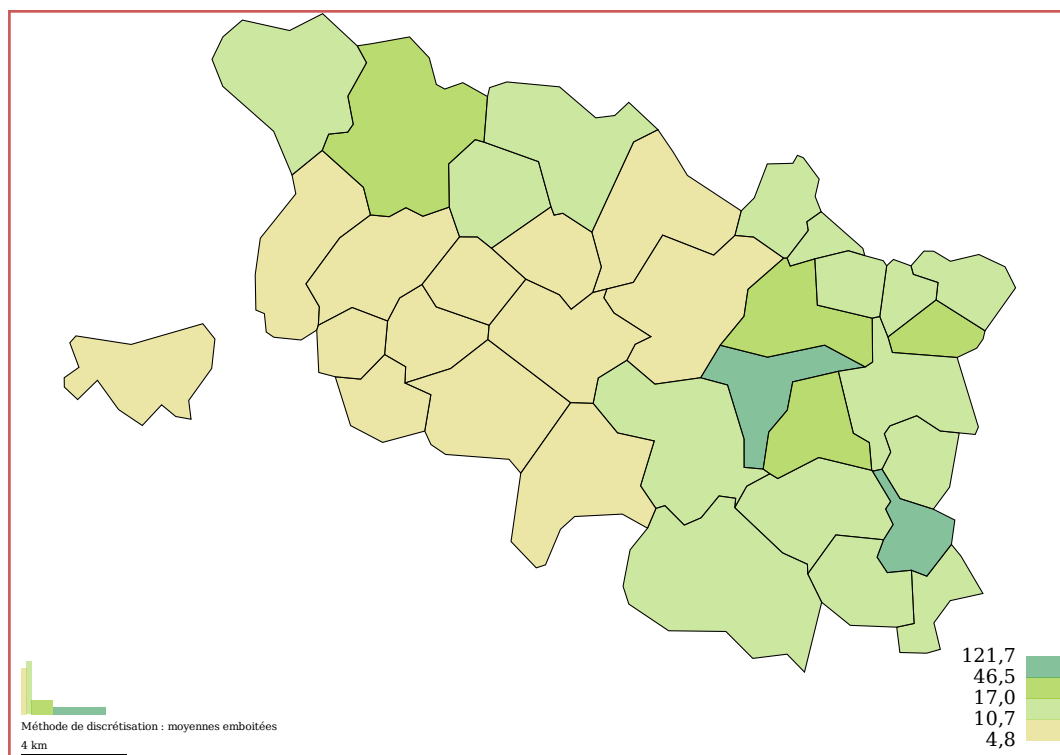 121,7
46,5
17,0
10,7
4,8
Méthode de discrétisation : moyennes emboitées
4 km